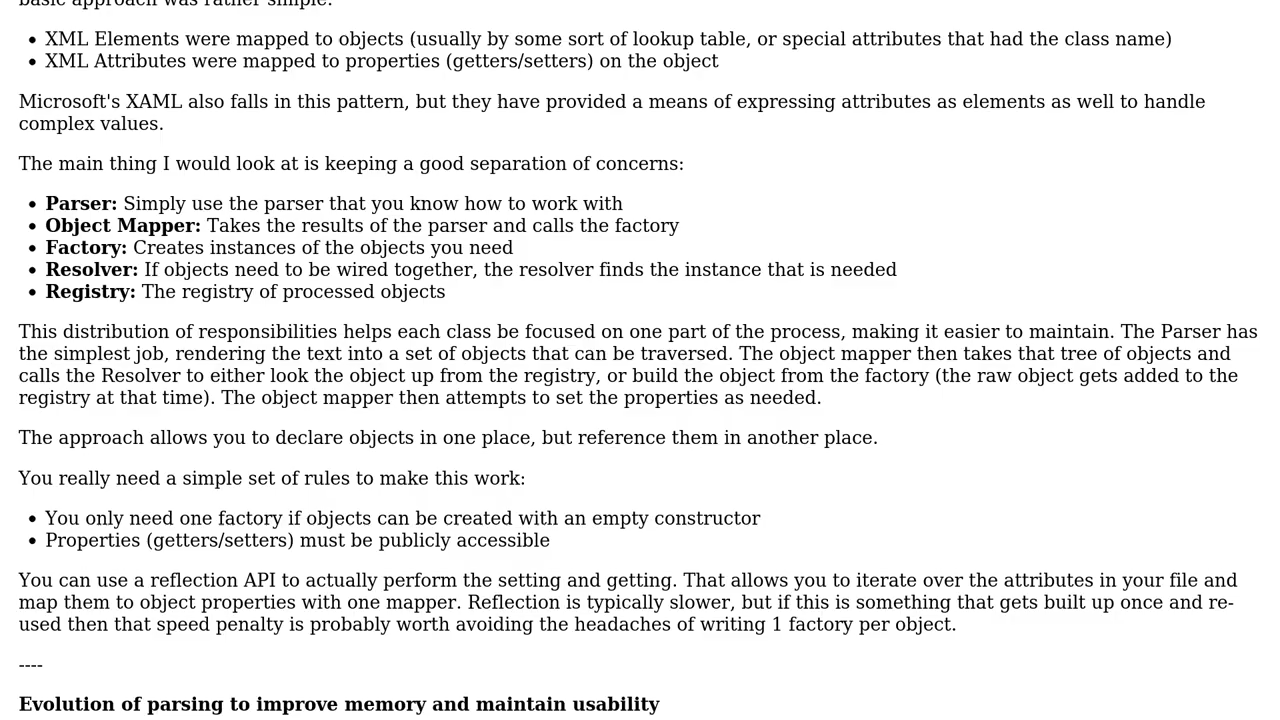 basic approach was rather simple:
• XML Elements were mapped to objects (usually by some sort of lookup table, or special attributes that had the class name)
• XML Attributes were mapped to properties (getters/setters) on the object
Microsoft's XAML also falls in this pattern, but they have provided a means of expressing attributes as elements as well to handle
complex values.
The main thing I would look at is keeping a good separation of concerns:
• Parser: Simply use the parser that you know how to work with
• Object Mapper: Takes the results of the parser and calls the factory
• Factory: Creates instances of the objects you need
• Resolver: If objects need to be wired together, the resolver finds the instance that is needed
• Registry: The registry of processed objects
This distribution of responsibilities helps each class be focused on one part of the process, making it easier to maintain. The Parser has
the simplest job, rendering the text into a set of objects that can be traversed. The object mapper then takes that tree of objects and
calls the Resolver to either look the object up from the registry, or build the object from the factory (the raw object gets added to the
registry at that time). The object mapper then attempts to set the properties as needed.
The approach allows you to declare objects in one place, but reference them in another place.
You really need a simple set of rules to make this work:
• You only need one factory if objects can be created with an empty constructor
• Properties (getters/setters) must be publicly accessible
You can use a reflection API to actually perform the setting and getting. That allows you to iterate over the attributes in your file and
map them to object properties with one mapper. Reflection is typically slower, but if this is something that gets built up once and re-
used then that speed penalty is probably worth avoiding the headaches of writing 1 factory per object.
----
Evolution of parsing to improve memory and maintain usability